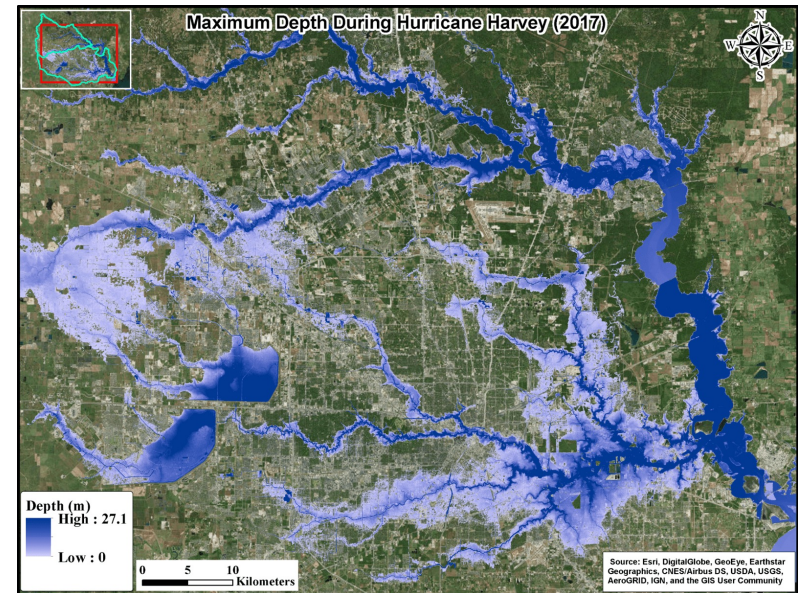 Maximum Depth During Hurricane Harvey (2017)
N
W E
S
Depth (m)
High : 27.1
Low : 0
0 5 10
Kilometers
Source: Esri, DigitalGlobe, GeoEye, Earthstar
Geographics, CNES/Airbus DS, USDA, USGS,
AeroGRID, IGN, and the GIS User Community